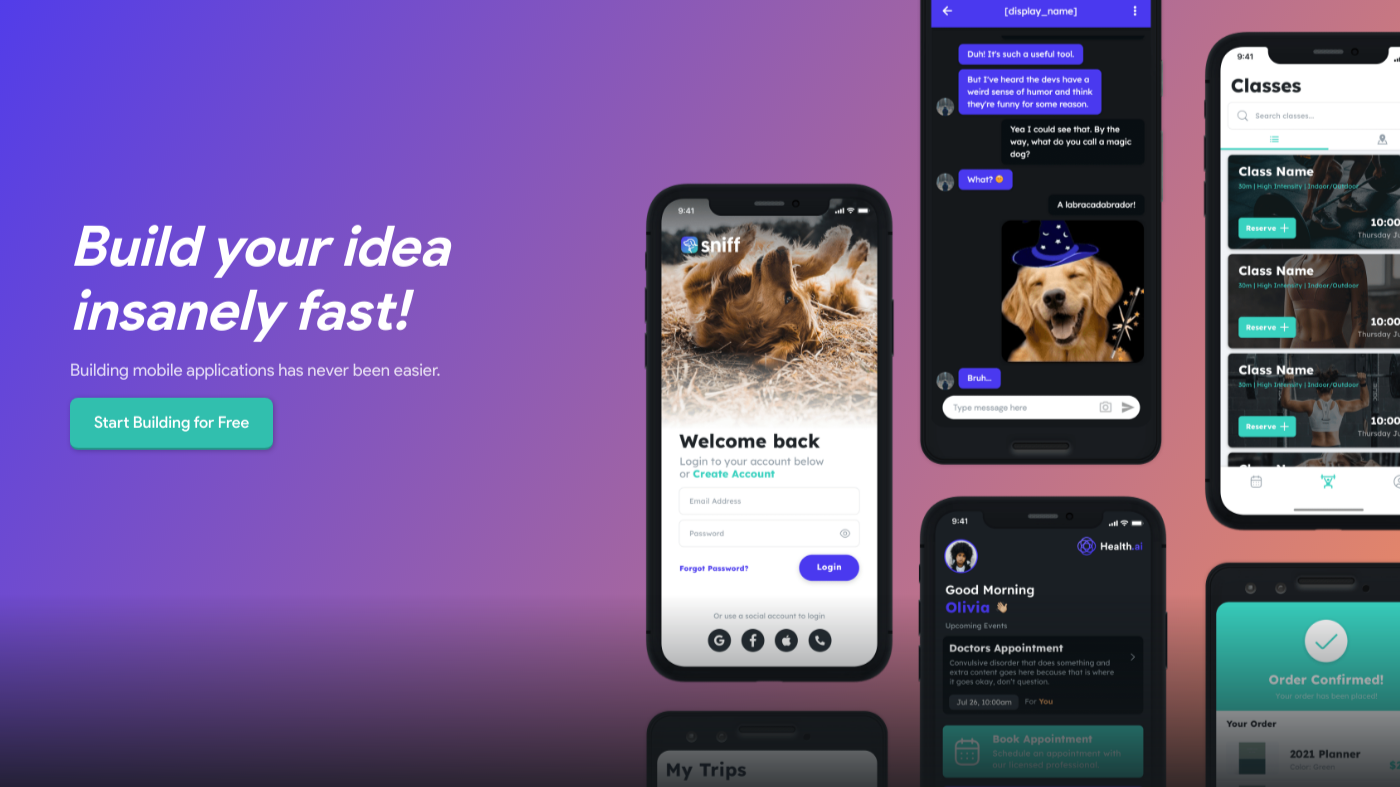 Build your idea
insanely fast!
Building mobile applications has never been easier.
Start Building for Free
9:41
sniff
Welcome back
Login to your account below
or Create Account
Email Address
Password
Forgot Password?
Login
Or use a social account to login
My Trips
[display_name]
Duh! It's such a useful tool.
But I've heard the devs have a
weird sense of humor and think
they're funny for some reason.
Yea I could see that. By the
way, what do you call a magic
dog?
What?
A labracadabrador!
Bruh...
Type message here
9:41
Health.ai
Good Morning
Olivia 👋🏼
Upcoming Events
Doctors Appointment
Convulsive disorder that does something and
extra content goes here because that is where
it goes okay, don't question.
Jul 26, 10:00am
For You
Book Appointment
Schedule an appointment with
our licensed professional.
9:41
Classes
Search classes...
Class Name
30m | High Intensity | Indoor/Outdoor
Reserve
10:00
Thursday Ju
Class Name
30m | High Intensity | Indoor/Outdoor
Reserve
10:00
Thursday Ju
Class Name
30m | High Intensity | Indoor/Outdoor
Reserve
10:00
Thursday Ju
Class Name
Order Confirmed!
Your order has been placed!
Your Order
2021 Planner
Color: Green